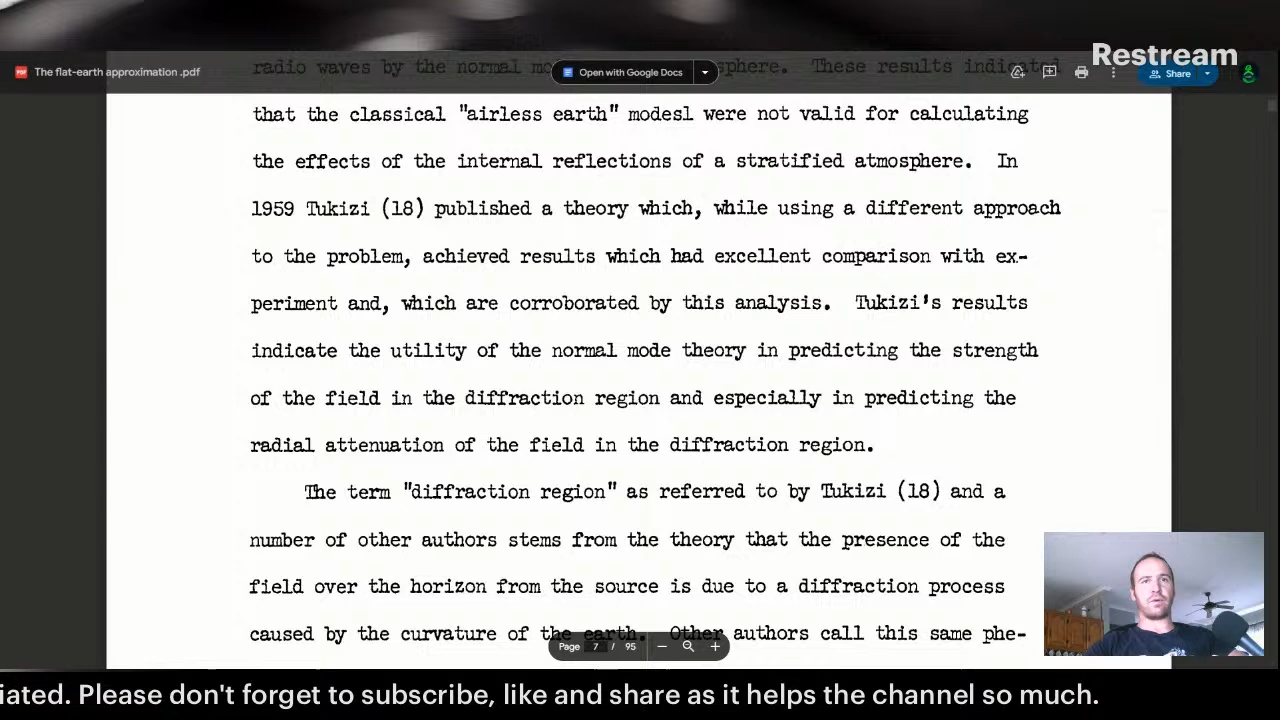 Restream
The flat-earth approximation .pdf
Open with Google Docs
Share
radio waves by the normal mo sphere. These results indicated
that the classical "airless earth" modesl were not valid for calculating
the effects of the internal reflections of a stratified atmosphere. In
1959 Tukizi (18) published a theory which, while using a different approach
to the problem, achieved results which had excellent comparison with ex-
periment and, which are corroborated by this analysis. Tukizi's results
indicate the utility of the normal mode theory in predicting the strength
of the field in the diffraction region and especially in predicting the
radial attenuation of the field in the diffraction region.
The term "diffraction region" as referred to by Tukizi (18) and a
number of other authors stems from the theory that the presence of the
field over the horizon from the source is due to a diffraction process
caused by the curvature of the earth. Other authors call this same phe-
Page 7 / 95
iated. Please don't forget to subscribe, like and share as it helps the channel so much.